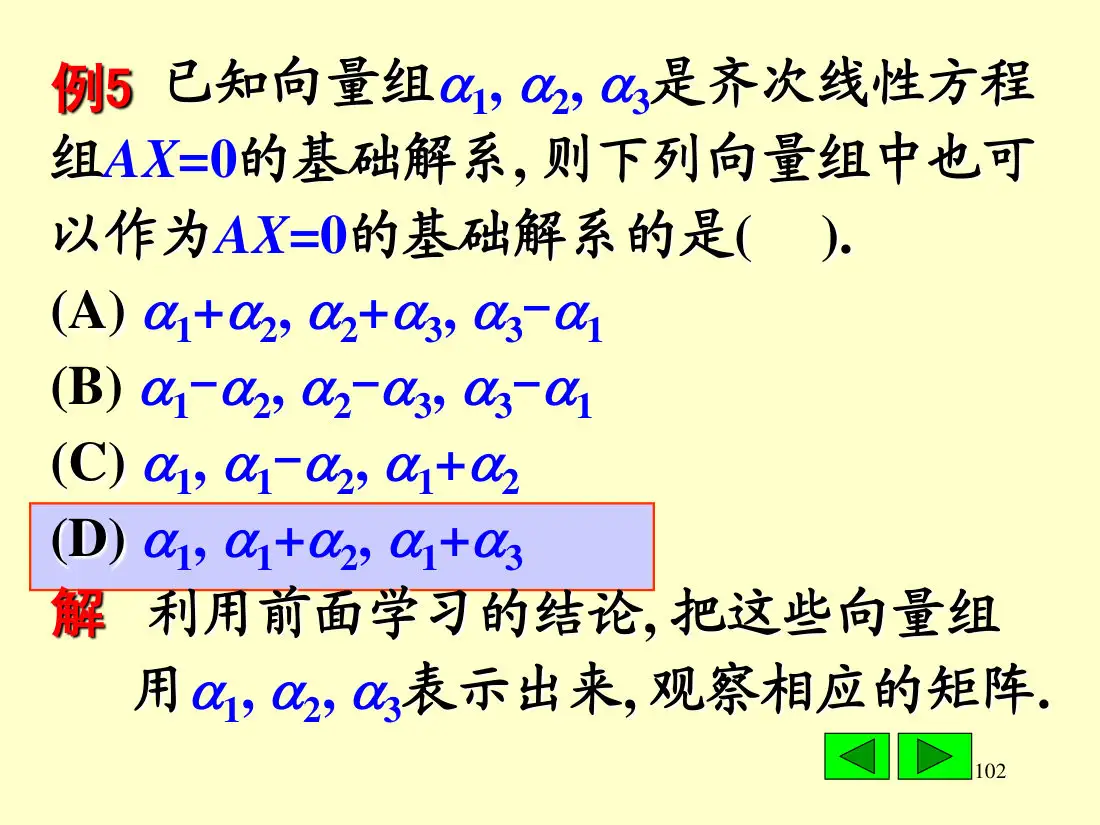 例5 已知向量组α1, α2, α3是齐次线性方程
组AX=0的基础解系, 则下列向量组中也可
以作为AX=0的基础解系的是( ).
(A) α1+α2, α2+α3, α3-α1
(B) α1-α2, α2-α3, α3-α1
(C) α1, α1-α2, α1+α2
(D) α1, α1+α2, α1+α3
解 利用前面学习的结论, 把这些向量组
用α1, α2, α3表示出来, 观察相应的矩阵.
102